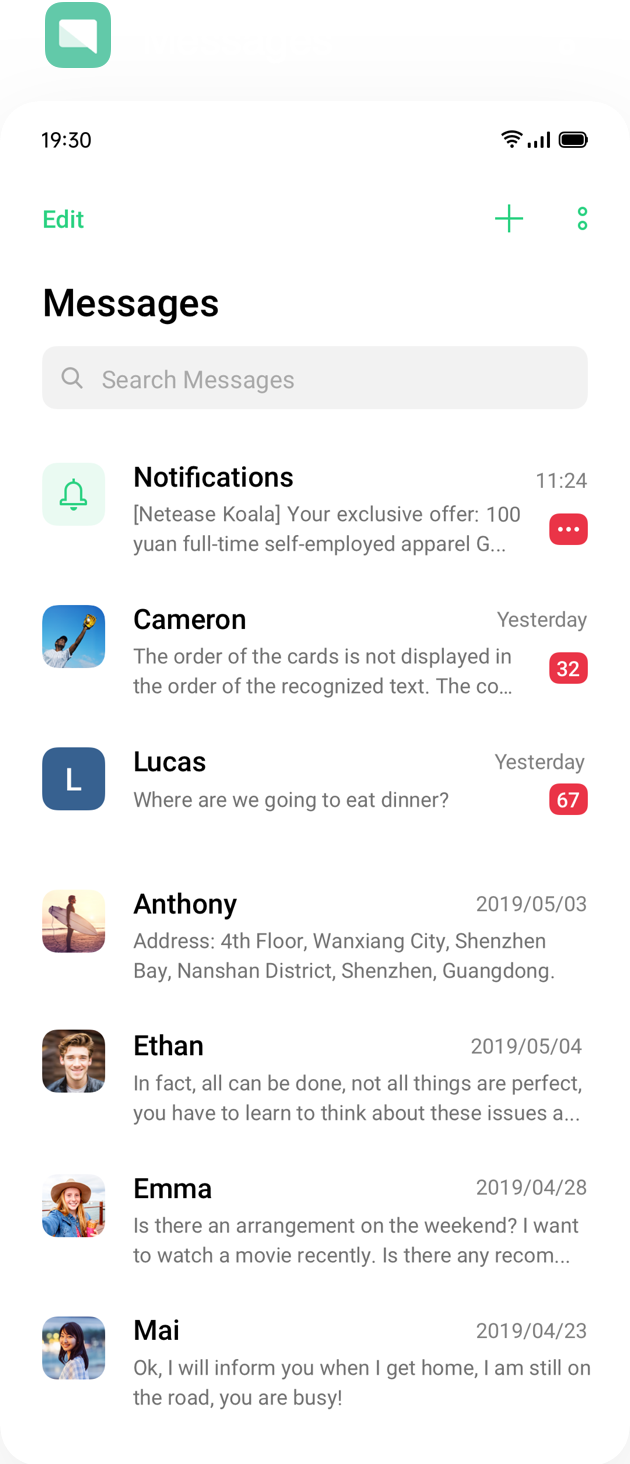 19:30
Edit
Messages
Search Messages
Notifications 11:24
[Netease Koala] Your exclusive offer: 100
yuan full-time self-employed apparel G...
Cameron Yesterday
The order of the cards is not displayed in
the order of the recognized text. The co… 32
Lucas Yesterday
L
Where are we going to eat dinner? 67
Anthony 2019/05/03
Address: 4th Floor, Wanxiang City, Shenzhen
Bay, Nanshan District, Shenzhen, Guangdong.
Ethan 2019/05/04
In fact, all can be done, not all things are perfect,
you have to learn to think about these issues a...
Emma 2019/04/28
Is there an arrangement on the weekend? I want
to watch a movie recently. Is there any recom...
Mai 2019/04/23
Ok, I will inform you when I get home, I am still on
the road, you are busy!